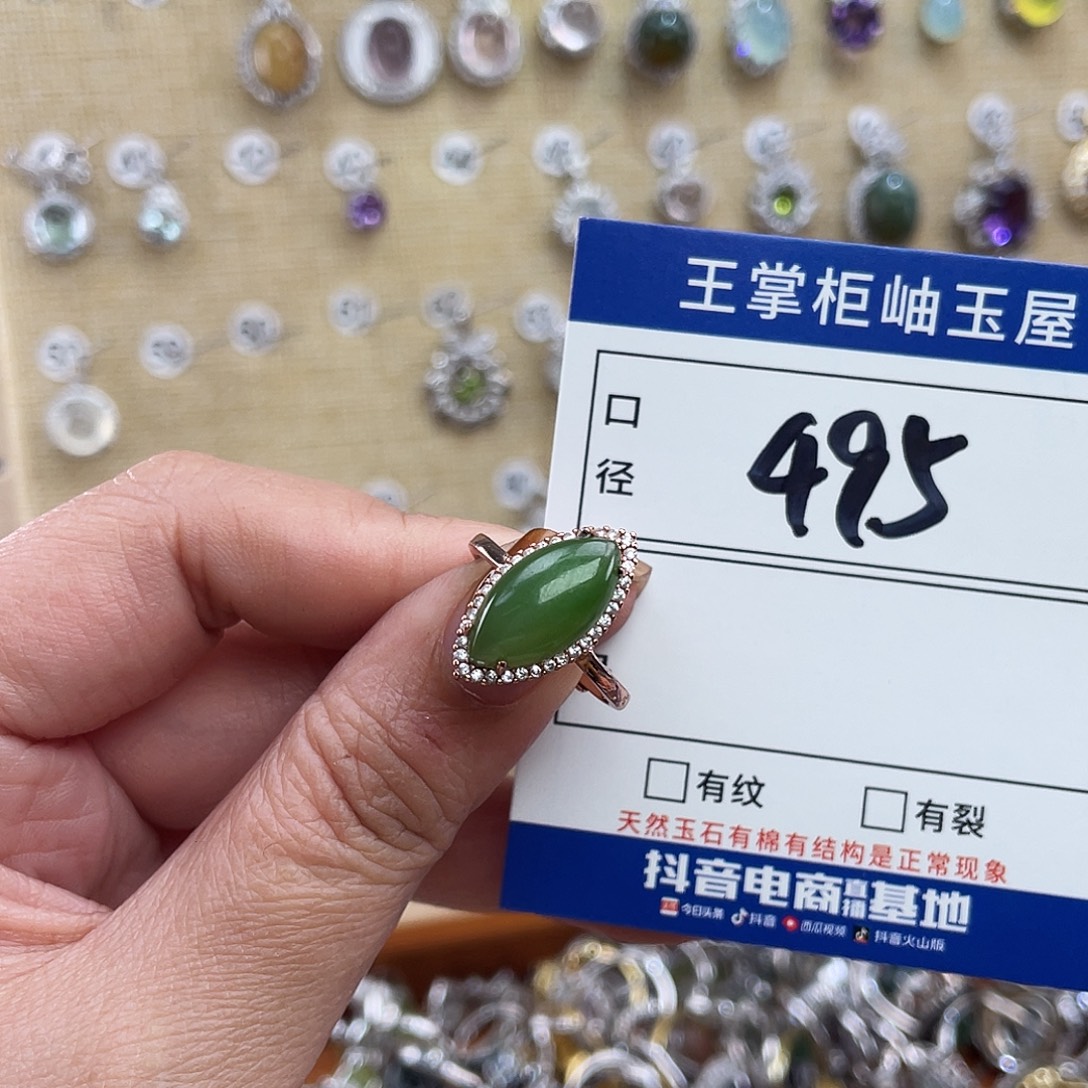 王掌柜岫玉屋
口径
495
有纹
有裂
天然玉石有棉有结构是正常现象
抖音电商直播基地
今日头条 抖音 西瓜视频 抖音火山版